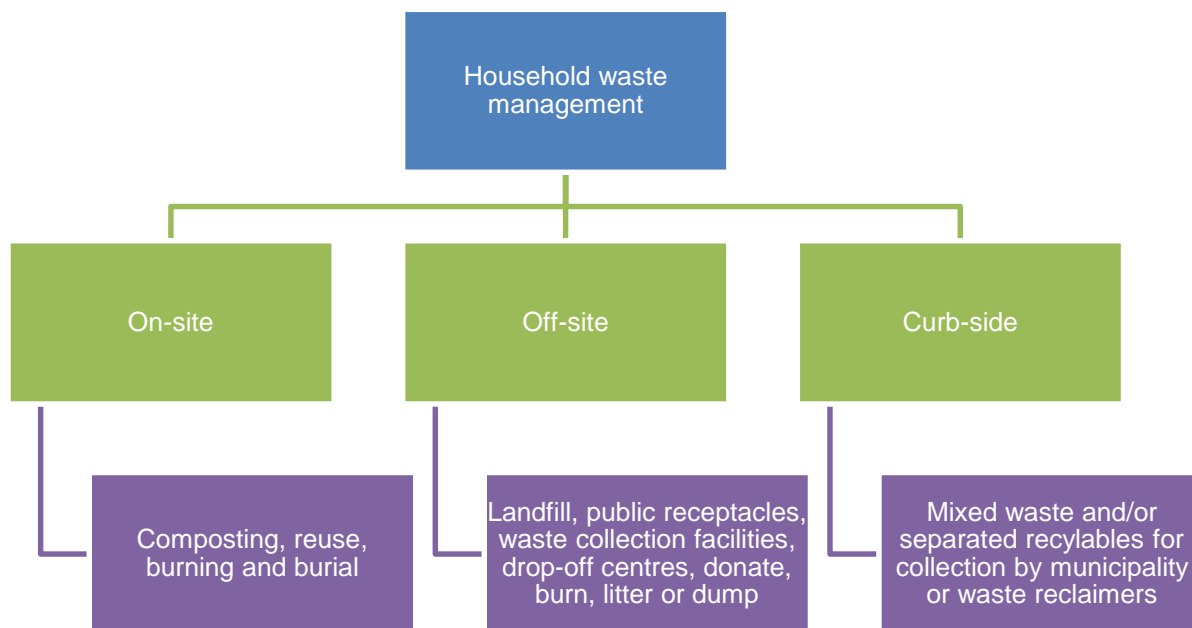 Household waste
management
On-site
Off-site
Curb-side
Composting, reuse,
burning and burial
Landfill, public receptacles,
waste collection facilities,
drop-off centres, donate,
burn, litter or dump
Mixed waste and/or
separated recylables for
collection by municipality
or waste reclaimers